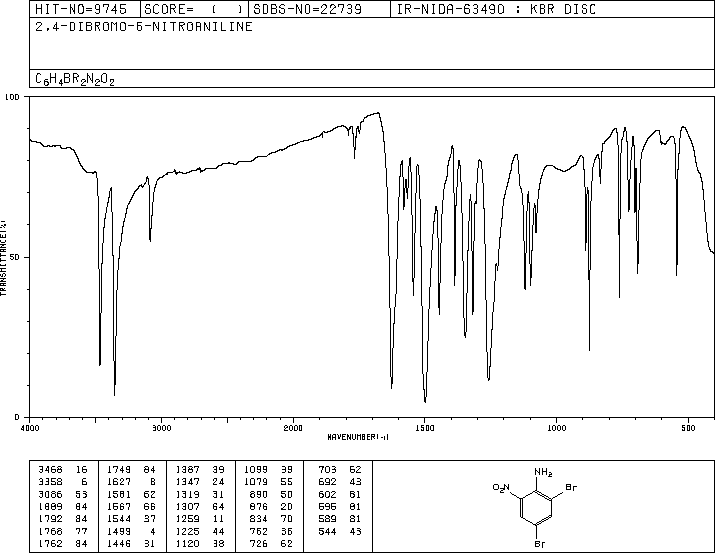 HIT-NO=9745 SCORE= ( ) SDBS-NO=22739 IR-NIDA-63490 : KBR DISC
2,4-DIBROMO-6-NITROANILINE
C6H4BR2N2O2
100
50
0
TRANSMITTANCE(%)
4000 3000 2000 1500 1000 500
WAVENUMBER(-1)
3468 16 1749 84 1387 39 1099 39 703 62
3358 6 1627 8 1347 24 1079 55 692 43
3086 53 1581 62 1319 31 890 50 602 81
1889 84 1567 66 1307 64 876 20 595 81
1792 84 1544 37 1259 11 834 70 589 81
1768 77 1499 4 1225 44 762 36 544 43
1762 84 1446 31 1120 38 726 62
NH2
O2N
Br
Br